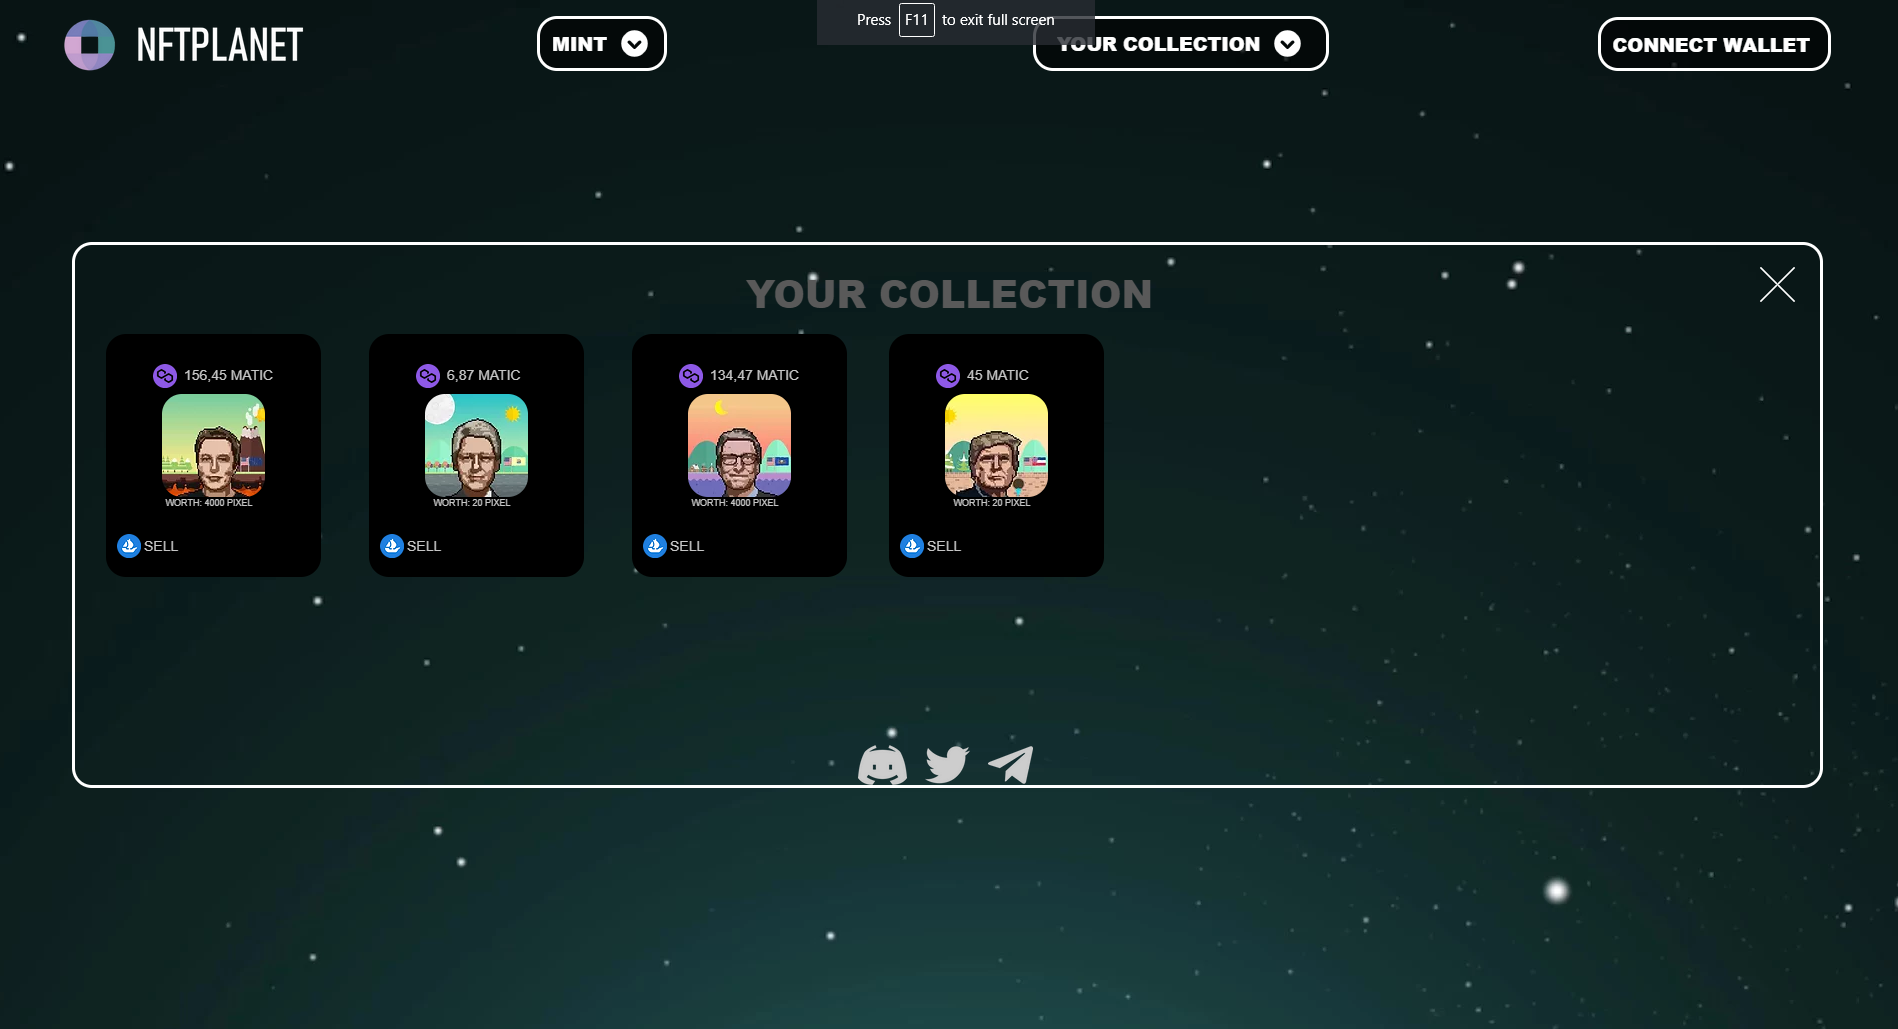 Press F11 to exit full screen
NFTPLANET
MINT
YOUR COLLECTION
CONNECT WALLET
YOUR COLLECTION
156,45 MATIC
WORTH: 4000 PIXEL
SELL
6,87 MATIC
WORTH: 20 PIXEL
SELL
134,47 MATIC
WORTH: 4000 PIXEL
SELL
45 MATIC
WORTH: 20 PIXEL
SELL